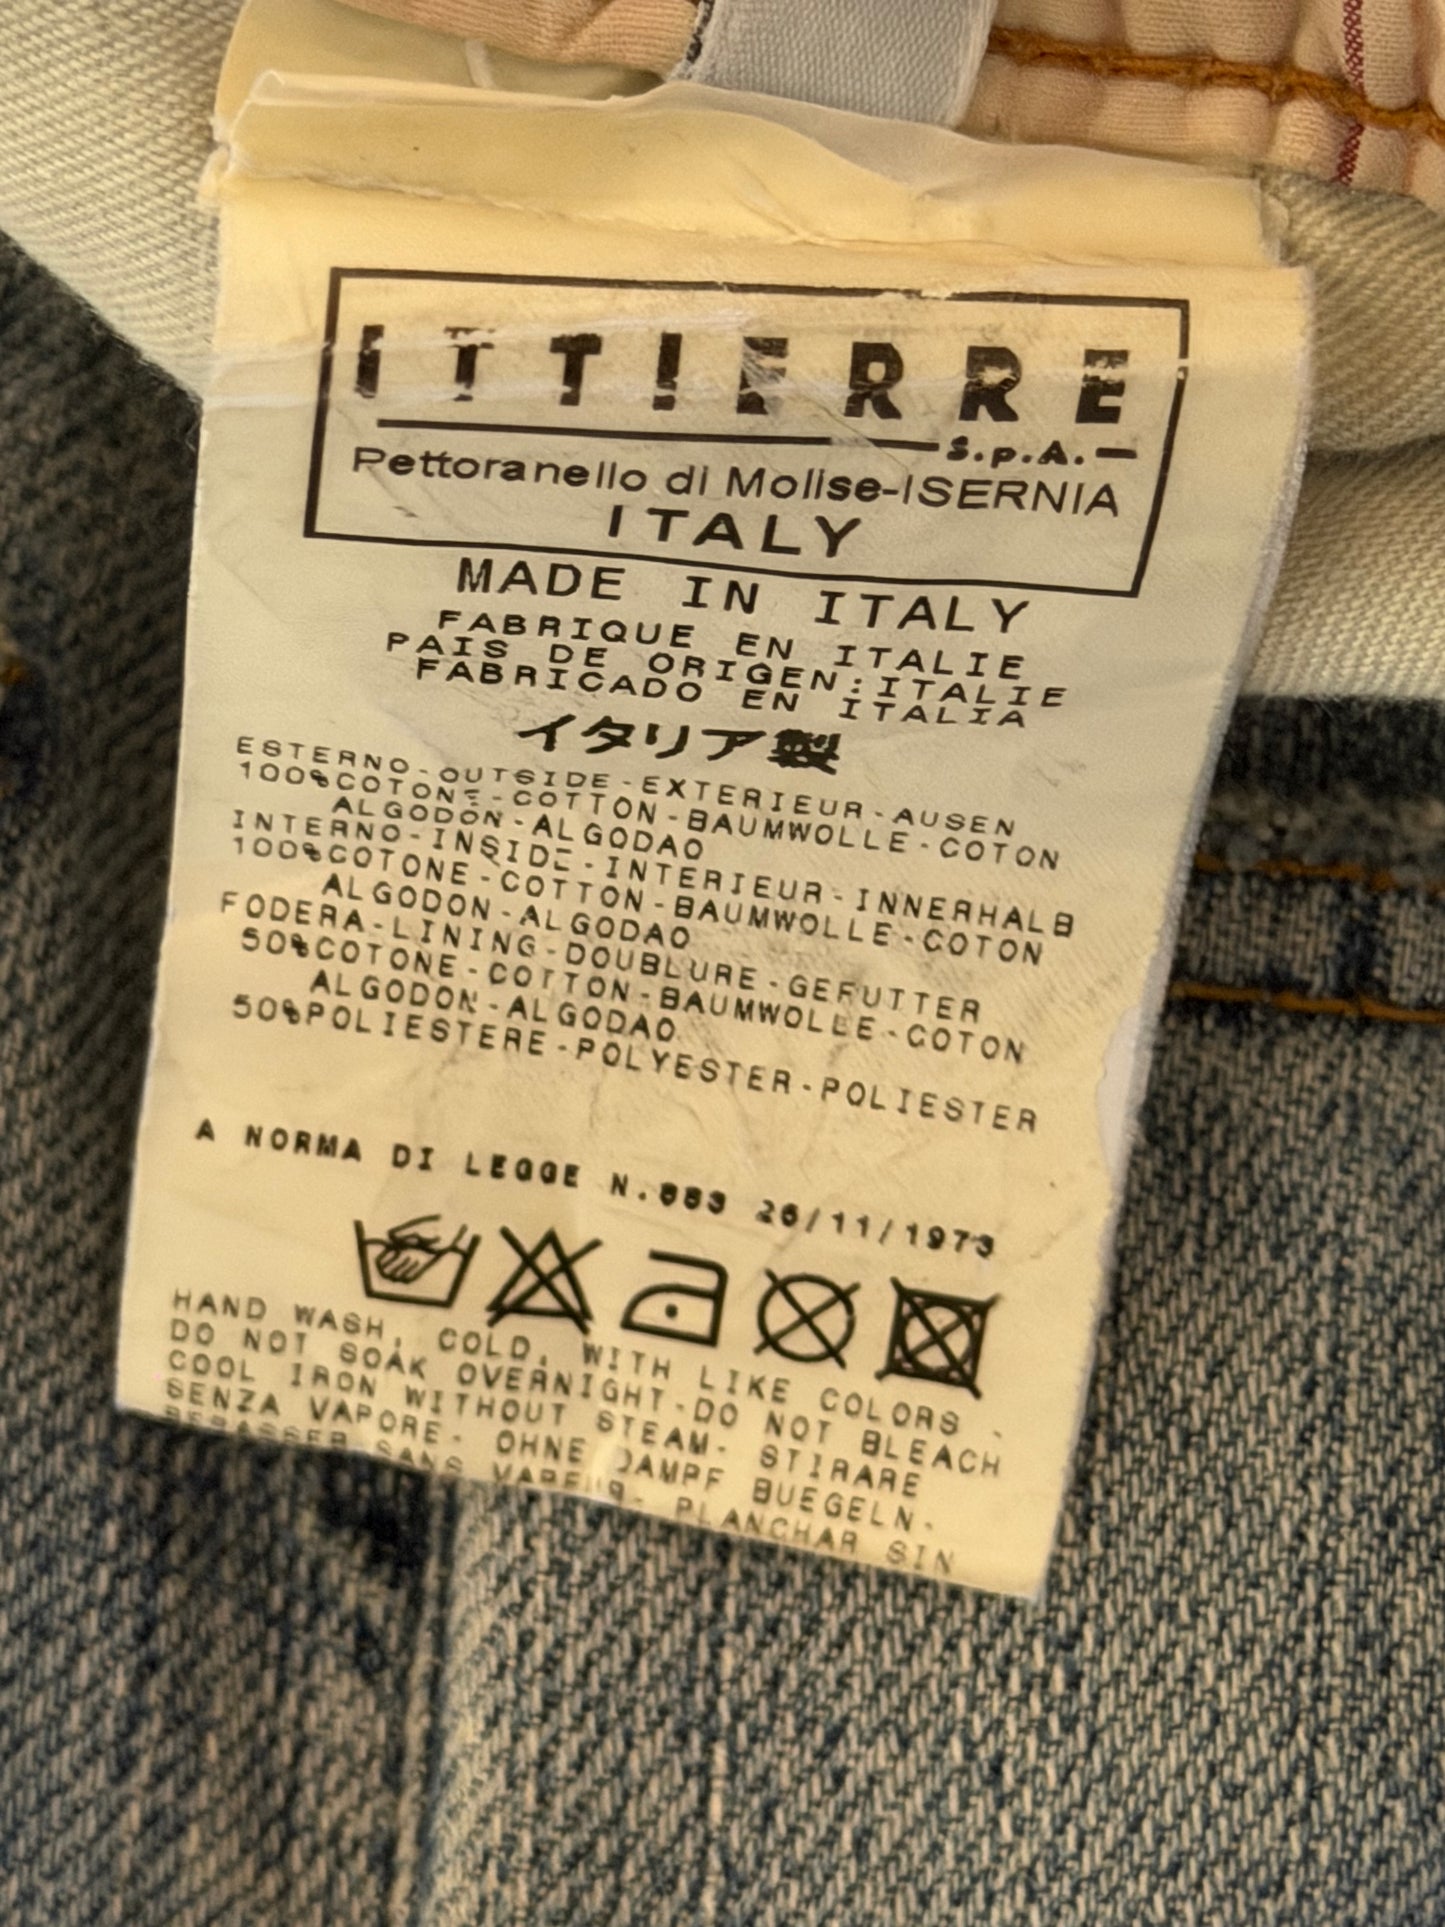 ITTIERRE
S.p.A.
Pettoranello di Molise-ISERNIA
ITALY
MADE IN ITALY
FABRIQUE EN ITALIE
PAIS DE ORIGEN:ITALIE
FABRICADO EN ITALIA
イタリア製
ESTERNO-OUTSIDE-EXTERIEUR-AUSEN
100%COTONE-COTTON-BAUMWOLLE-COTON
ALGODON-ALGODAO
INTERNO-INSIDE-INTERIEUR-INNERHALB
100%COTONE-COTTON-BAUMWOLLE-COTON
ALGODON-ALGODAO
FODERA-LINING-DOUBLURE-GEFUTTER
50%COTONE-COTTON-BAUMWOLLE-COTON
ALGODON-ALGODAO
50%POLIESTERE-POLYESTER-POLIESTER
A NORMA DI LEGGE N.883 26/11/1973
HAND WASH, COLD, WITH LIKE COLORS.
DO NOT SOAK OVERNIGHT-DO NOT BLEACH
COOL IRON WITHOUT STEAM- STIRARE
SENZA VAPORE- OHNE DAMPF BUEGELN-
REPASSER SANS VAPEUR- PLANCHAR SIN